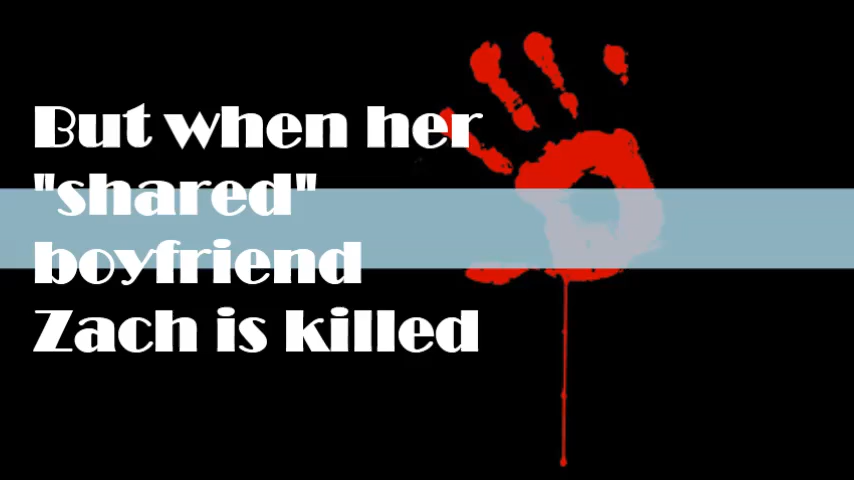 But when her
"shared"
boyfriend
Zach is killed